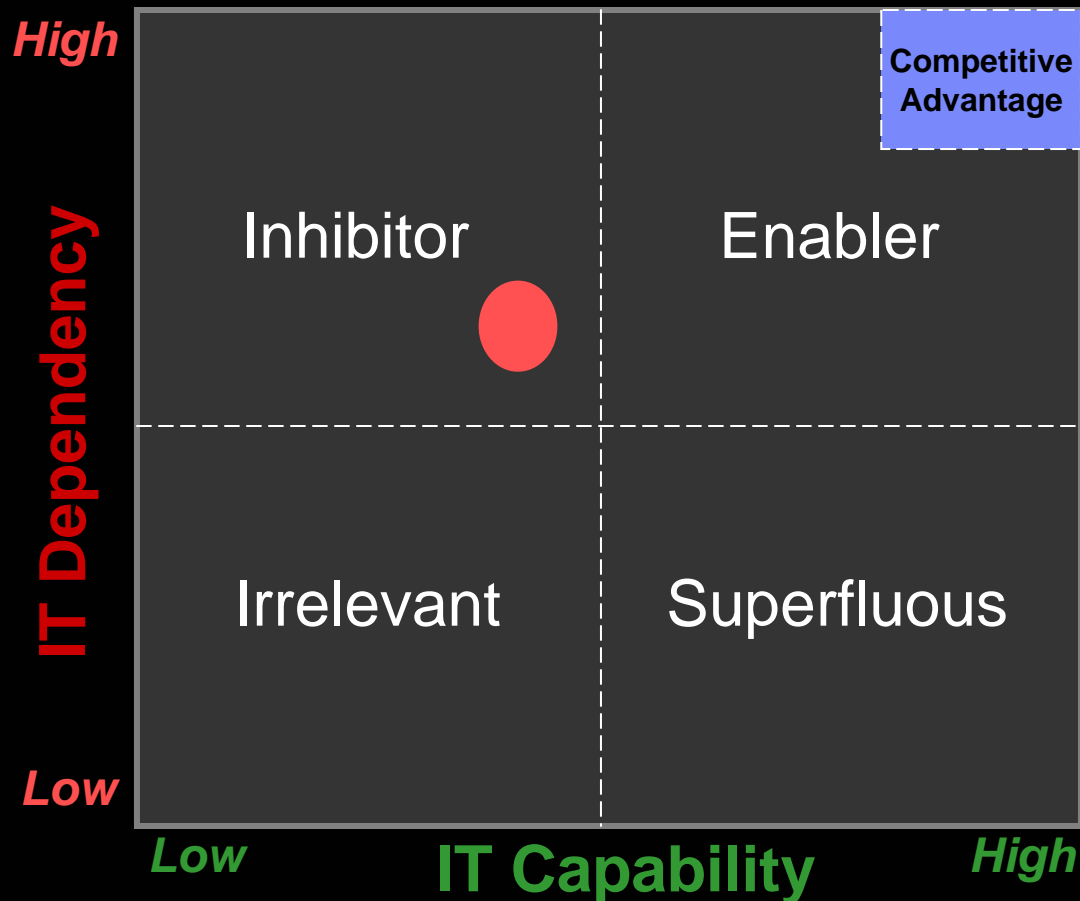 High
Competitive
Advantage
Inhibitor
Enabler
IT Dependency
Irrelevant
Superfluous
Low
Low
IT Capability
High